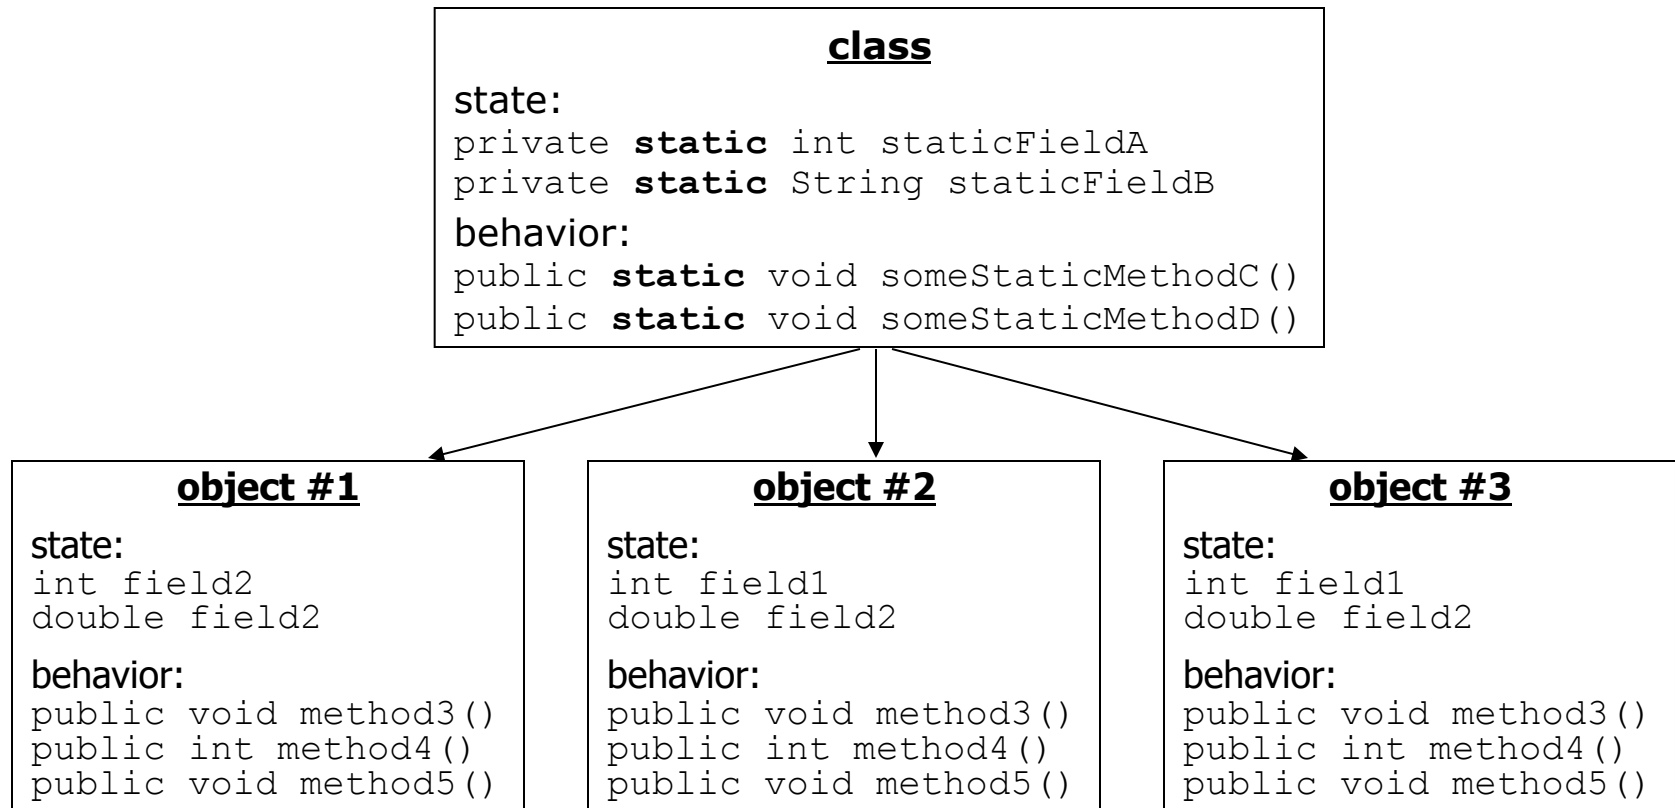 class
state:
private static int staticFieldA
private static String staticFieldB
behavior:
public static void someStaticMethodC()
public static void someStaticMethodD()
object #1
state:
int field2
double field2
behavior:
public void method3()
public int method4()
public void method5()
object #2
state:
int field1
double field2
behavior:
public void method3()
public int method4()
public void method5()
object #3
state:
int field1
double field2
behavior:
public void method3()
public int method4()
public void method5()